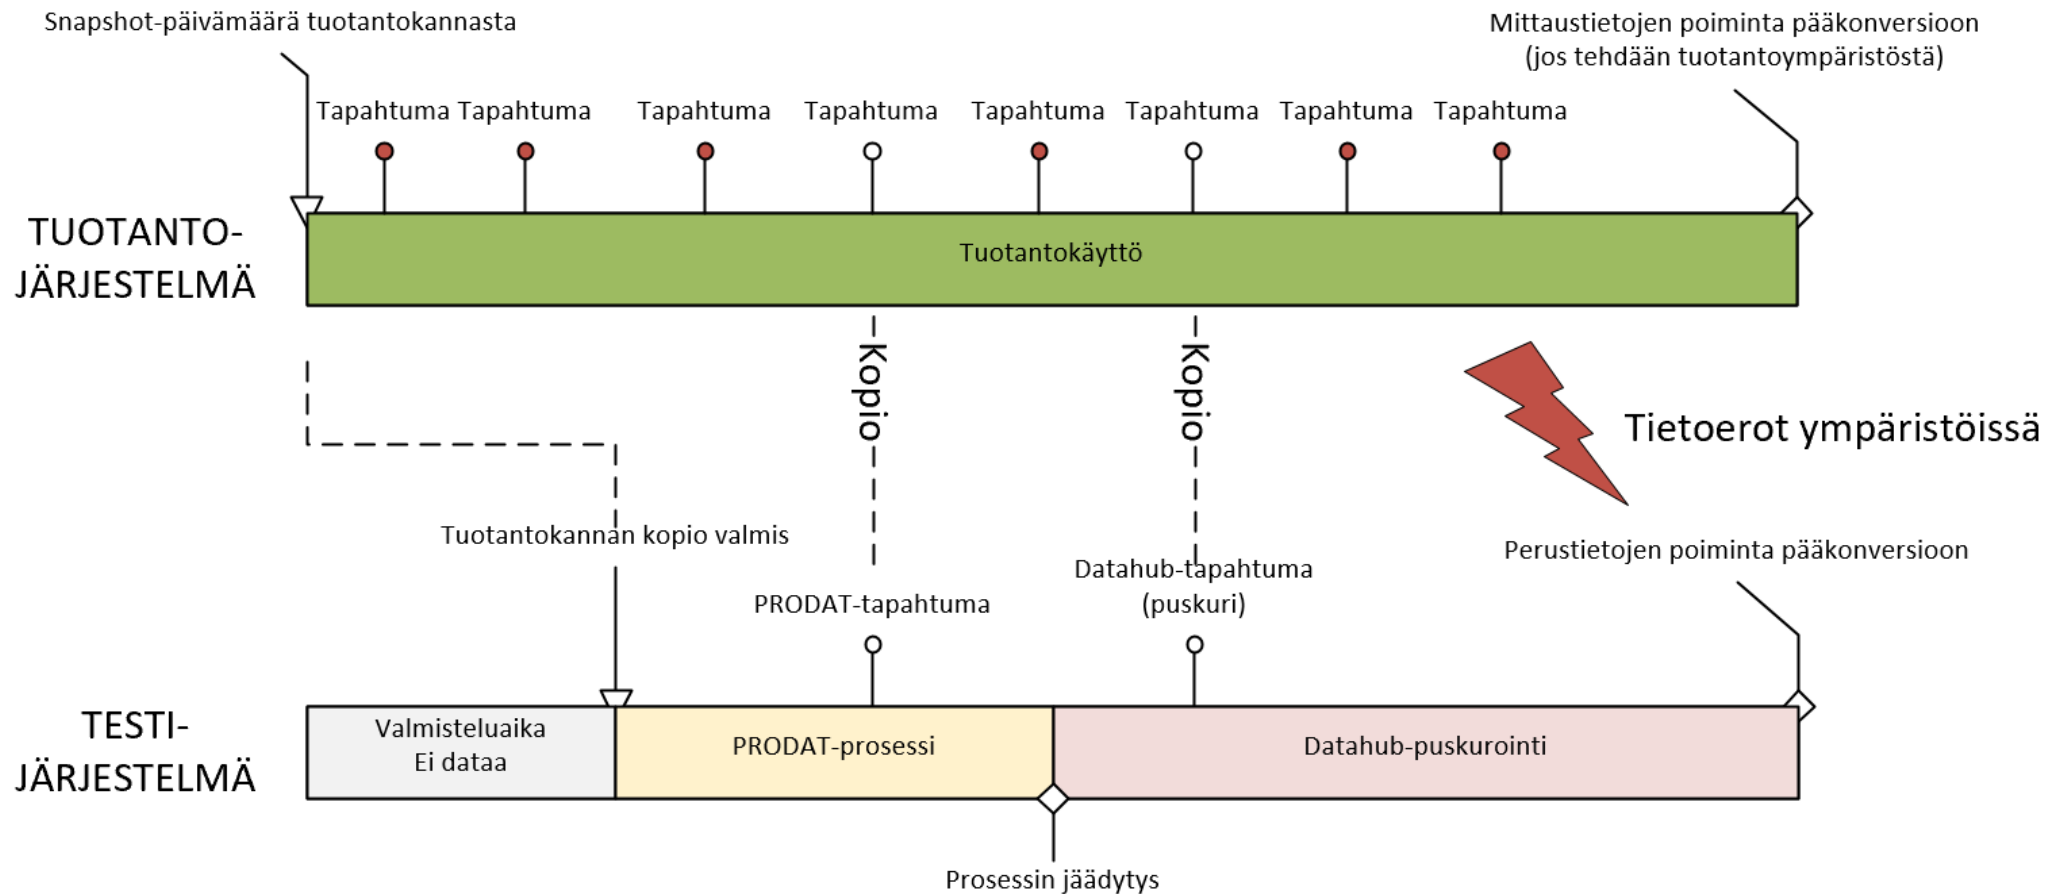 Snapshot-päivämäärä tuotantokannasta
Mittaustietojen poiminta pääkonversioon
(jos tehdään tuotantoympäristöstä)
Tapahtuma Tapahtuma Tapahtuma Tapahtuma Tapahtuma Tapahtuma Tapahtuma Tapahtuma
TUOTANTO-
JÄRJESTELMÄ
Tuotantokäyttö
Kopio
Kopio
Tietoerot ympäristöissä
Tuotantokannan kopio valmis
Perustietojen poiminta pääkonversioon
PRODAT-tapahtuma
Datahub-tapahtuma
(puskuri)
TESTI-
JÄRJESTELMÄ
Valmisteluaika
Ei dataa
PRODAT-prosessi
Datahub-puskurointi
Prosessin jäädytys